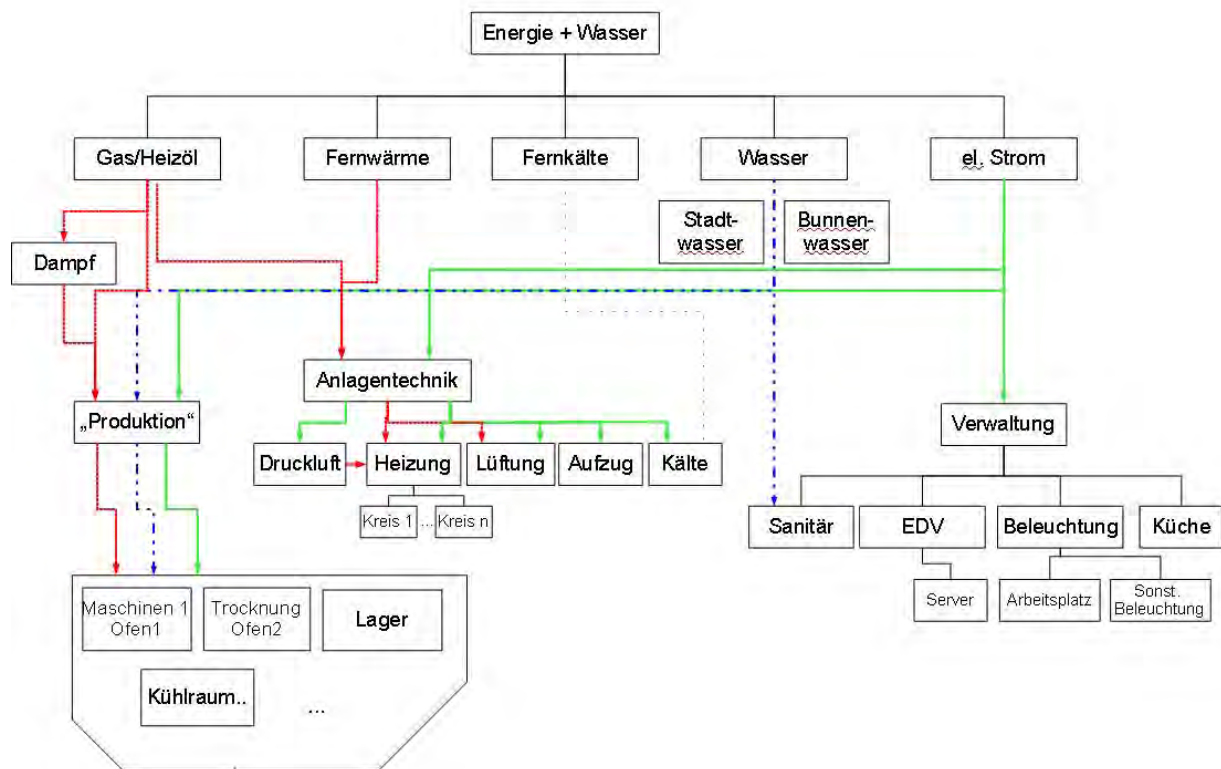 Energie + Wasser
Gas/Heizöl
Fernwärme
Fernkälte
Wasser
el. Strom
Stadt-
wasser
Bunnen-
wasser
Dampf
Anlagentechnik
„Produktion“
Verwaltung
Druckluft
Heizung
Lüftung
Aufzug
Kälte
Kreis 1
...
Kreis n
Sanitär
EDV
Beleuchtung
Küche
Server
Arbeitsplatz
Sonst.
Beleuchtung
Maschinen 1
Ofen1
Trocknung
Ofen2
Lager
Kühlraum..
...